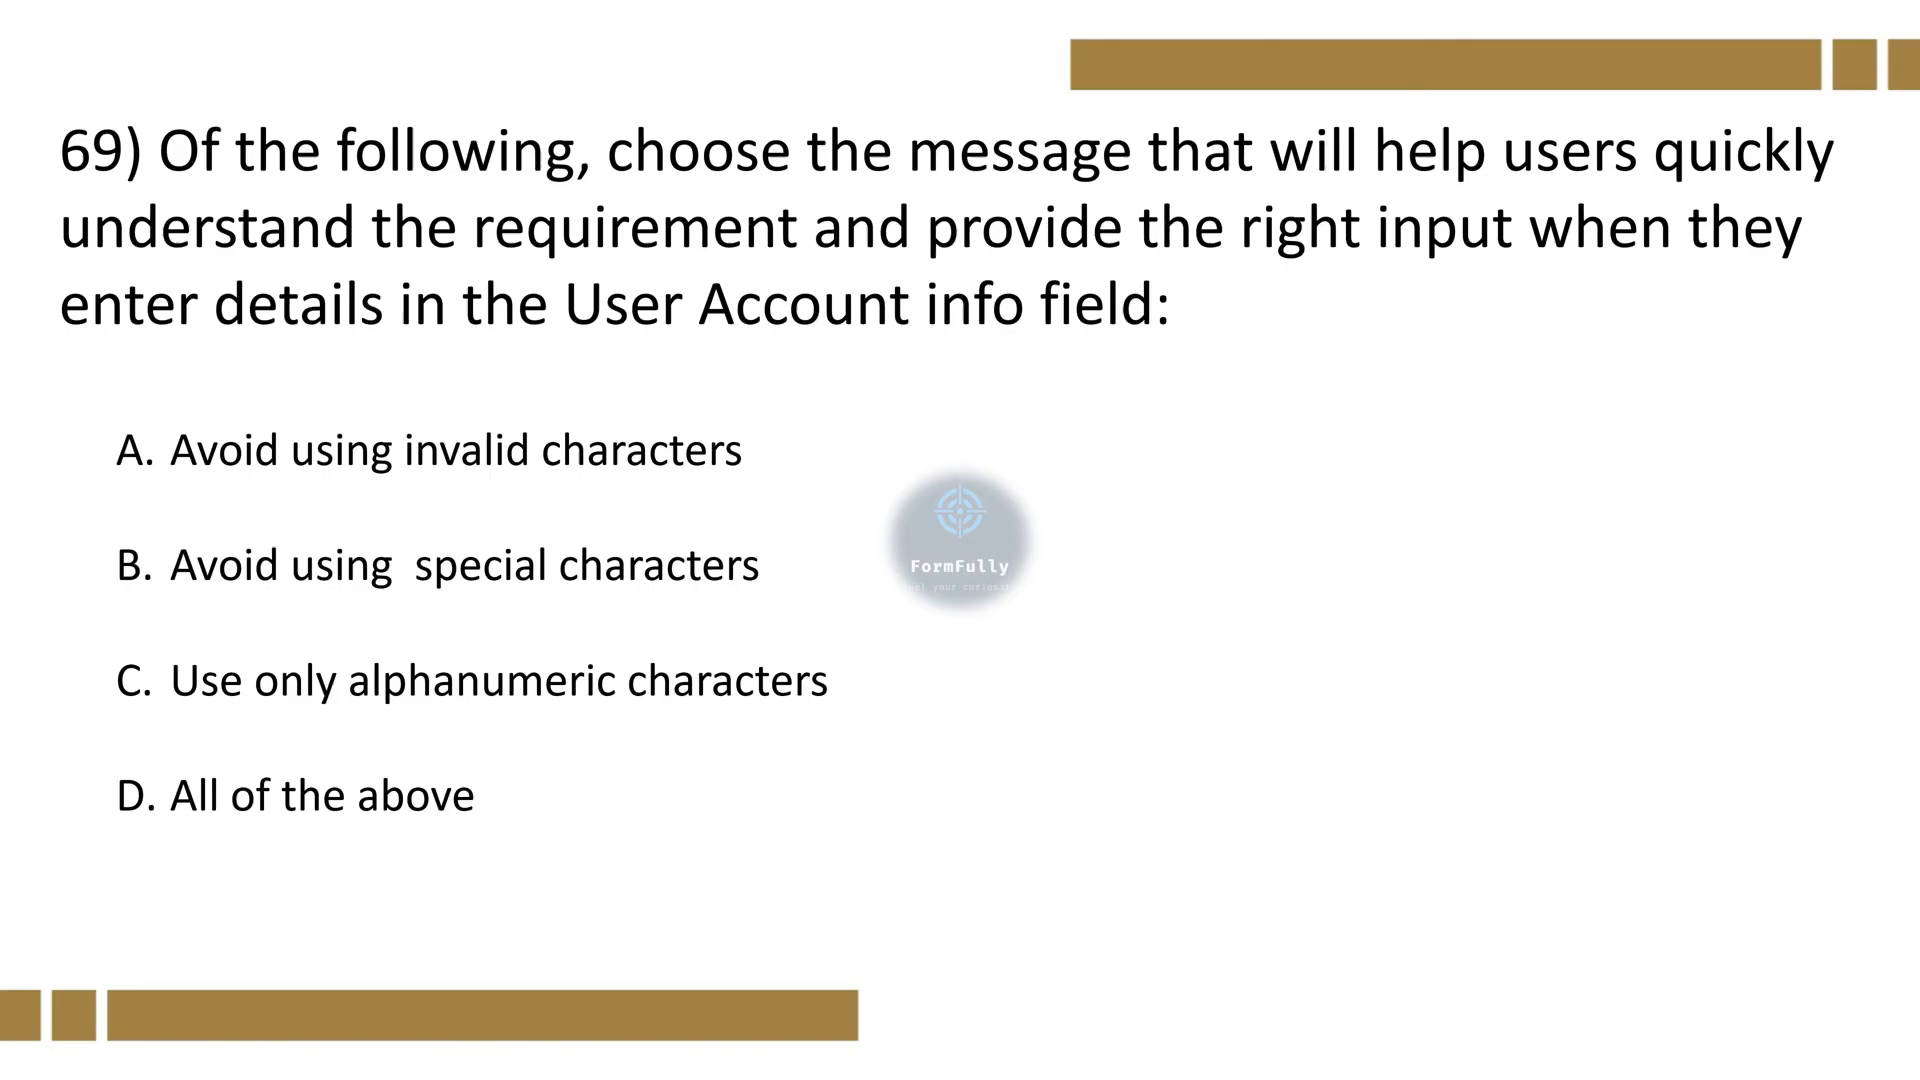 69) Of the following, choose the message that will help users quickly
understand the requirement and provide the right input when they
enter details in the User Account info field:
A. Avoid using invalid characters
B. Avoid using  special characters
FormFully
your
C. Use only alphanumeric characters
D. All of the above